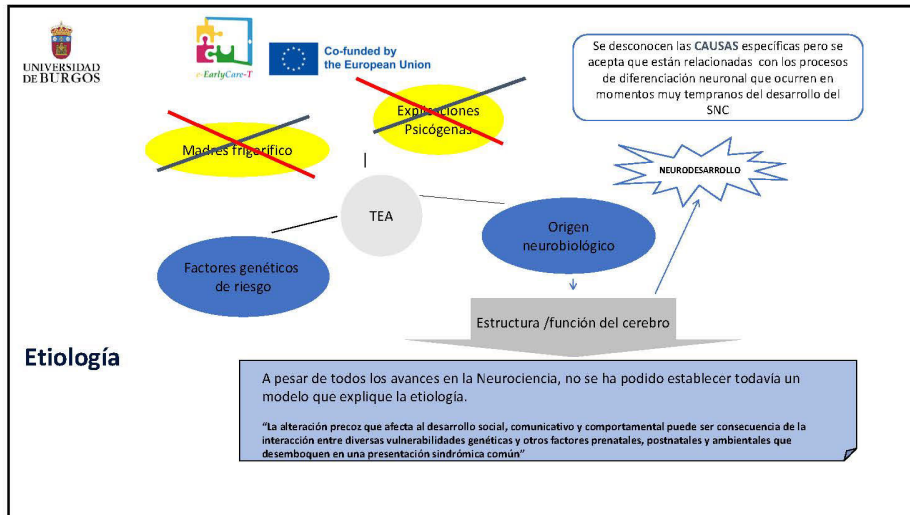 UNIVERSIDAD
DE BURGOS
e-EarlyCare-T
Co-funded by
the European Union
Se desconocen las CAUSAS específicas pero se
acepta que están relacionadas con los procesos
de diferenciación neuronal que ocurren en
momentos muy tempranos del desarrollo del
SNC
Explicaciones
Psicógenas
Madres frigorífico
NEURODESARROLLO
TEA
Origen
neurobiológico
Factores genéticos
de riesgo
Estructura /función del cerebro
Etiología
A pesar de todos los avances en la Neurociencia, no se ha podido establecer todavía un
modelo que explique la etiología.
“La alteración precoz que afecta al desarrollo social, comunicativo y comportamental puede ser consecuencia de la
interacción entre diversas vulnerabilidades genéticas y otros factores prenatales, postnatales y ambientales que
desemboquen en una presentación sindrómica común”